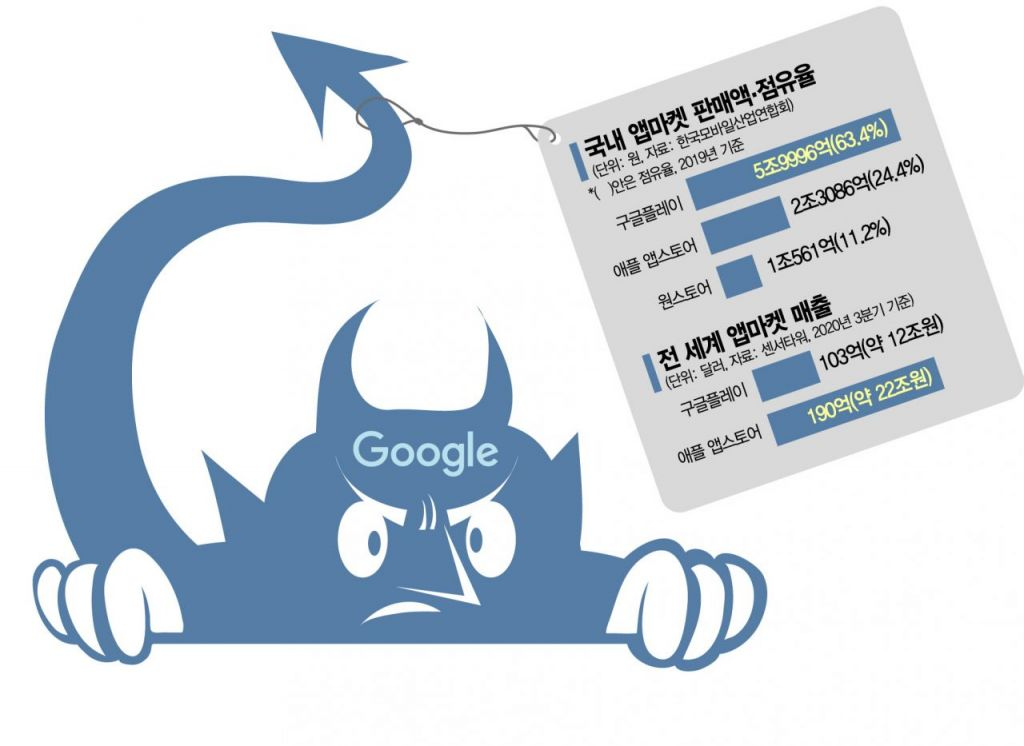 국내 앱마켓 판매액·점유율
(단위: 원, 자료: 한국모바일산업연합회)
*( )안은 점유율, 2019년 기준
구글플레이 5조9996억(63.4%)
애플 앱스토어 2조3086억(24.4%)
원스토어 1조561억(11.2%)
전 세계 앱마켓 매출
(단위: 달러, 자료: 센서타워, 2020년 3분기 기준)
구글플레이 103억(약 12조원)
애플 앱스토어 190억(약 22조원)
Google